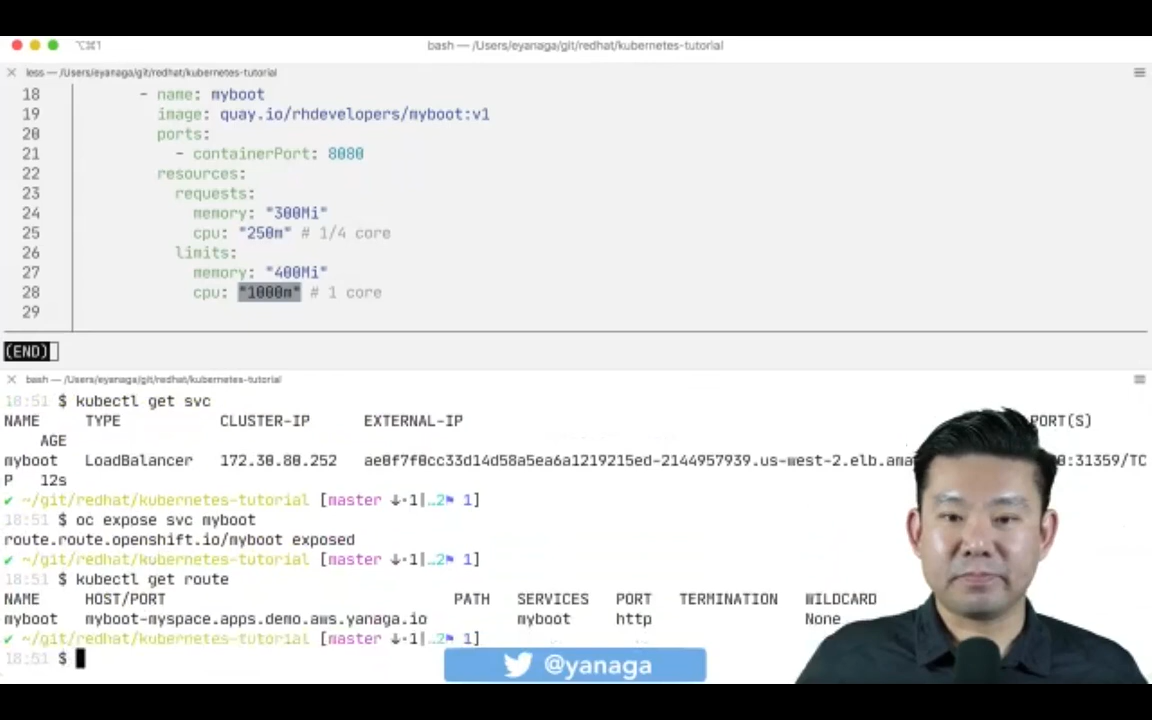 ⌥⌘1
bash — /Users/eyanaga/git/redhat/kubernetes-tutorial
less — /Users/eyanaga/git/redhat/kubernetes-tutorial
18 - name: myboot
19 image: quay.io/rhdevelopers/myboot:v1
20 ports:
21 - containerPort: 8080
22 resources:
23 requests:
24 memory: "300Mi"
25 cpu: "250m" # 1/4 core
26 limits:
27 memory: "400Mi"
28 cpu: "1000m" # 1 core
29
(END)
bash — /Users/eyanaga/git/redhat/kubernetes-tutorial
18:51 $ kubectl get svc
NAME TYPE CLUSTER-IP EXTERNAL-IP PORT(S)
AGE
myboot LoadBalancer 172.30.80.252 ae0f7f0cc33d14d58a5ea6a1219215ed-2144957939.us-west-2.elb.ama 0:31359/TC
P 12s
✔ ~/git/redhat/kubernetes-tutorial [master ↓·1|…2⚑ 1]
18:51 $ oc expose svc myboot
route.route.openshift.io/myboot exposed
✔ ~/git/redhat/kubernetes-tutorial [master ↓·1|…2⚑ 1]
18:51 $ kubectl get route
NAME HOST/PORT PATH SERVICES PORT TERMINATION WILDCARD
myboot myboot-myspace.apps.demo.aws.yanaga.io myboot http None
✔ ~/git/redhat/kubernetes-tutorial [master ↓·1|…2⚑ 1]
18:51 $
@yanaga